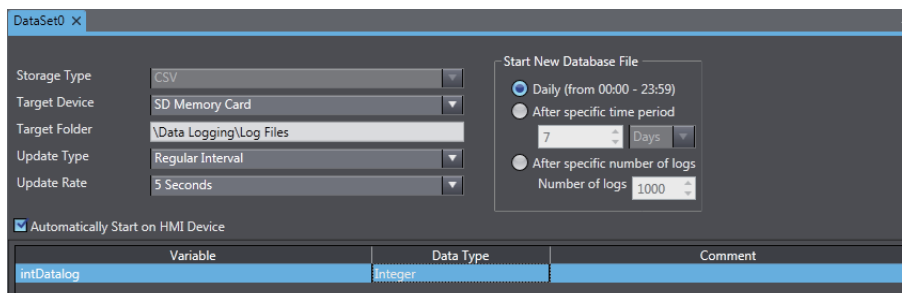 DataSet0
Storage Type CSV
Target Device SD Memory Card
Target Folder \Data Logging\Log Files
Update Type Regular Interval
Update Rate 5 Seconds
Automatically Start on HMI Device
Start New Database File
Daily (from 00:00 - 23:59)
After specific time period
7 Days
After specific number of logs
Number of logs 1000
Variable Data Type Comment
intDatalog Integer